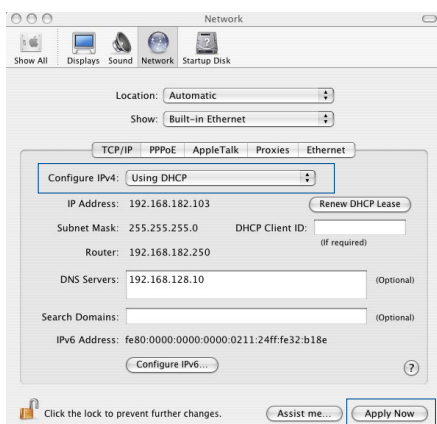 Network
Show All Displays Sound Network Startup Disk
Location: Automatic
Show: Built-in Ethernet
TCP/IP PPPoE AppleTalk Proxies Ethernet
Configure IPv4: Using DHCP
IP Address: 192.168.182.103 Renew DHCP Lease
Subnet Mask: 255.255.255.0 DHCP Client ID:
(If required)
Router: 192.168.182.250
DNS Servers: 192.168.128.10 (Optional)
Search Domains: (Optional)
IPv6 Address: fe80:0000:0000:0000:0211:24ff:fe32:b18e
Configure IPv6... ?
Click the lock to prevent further changes. Assist me... Apply Now